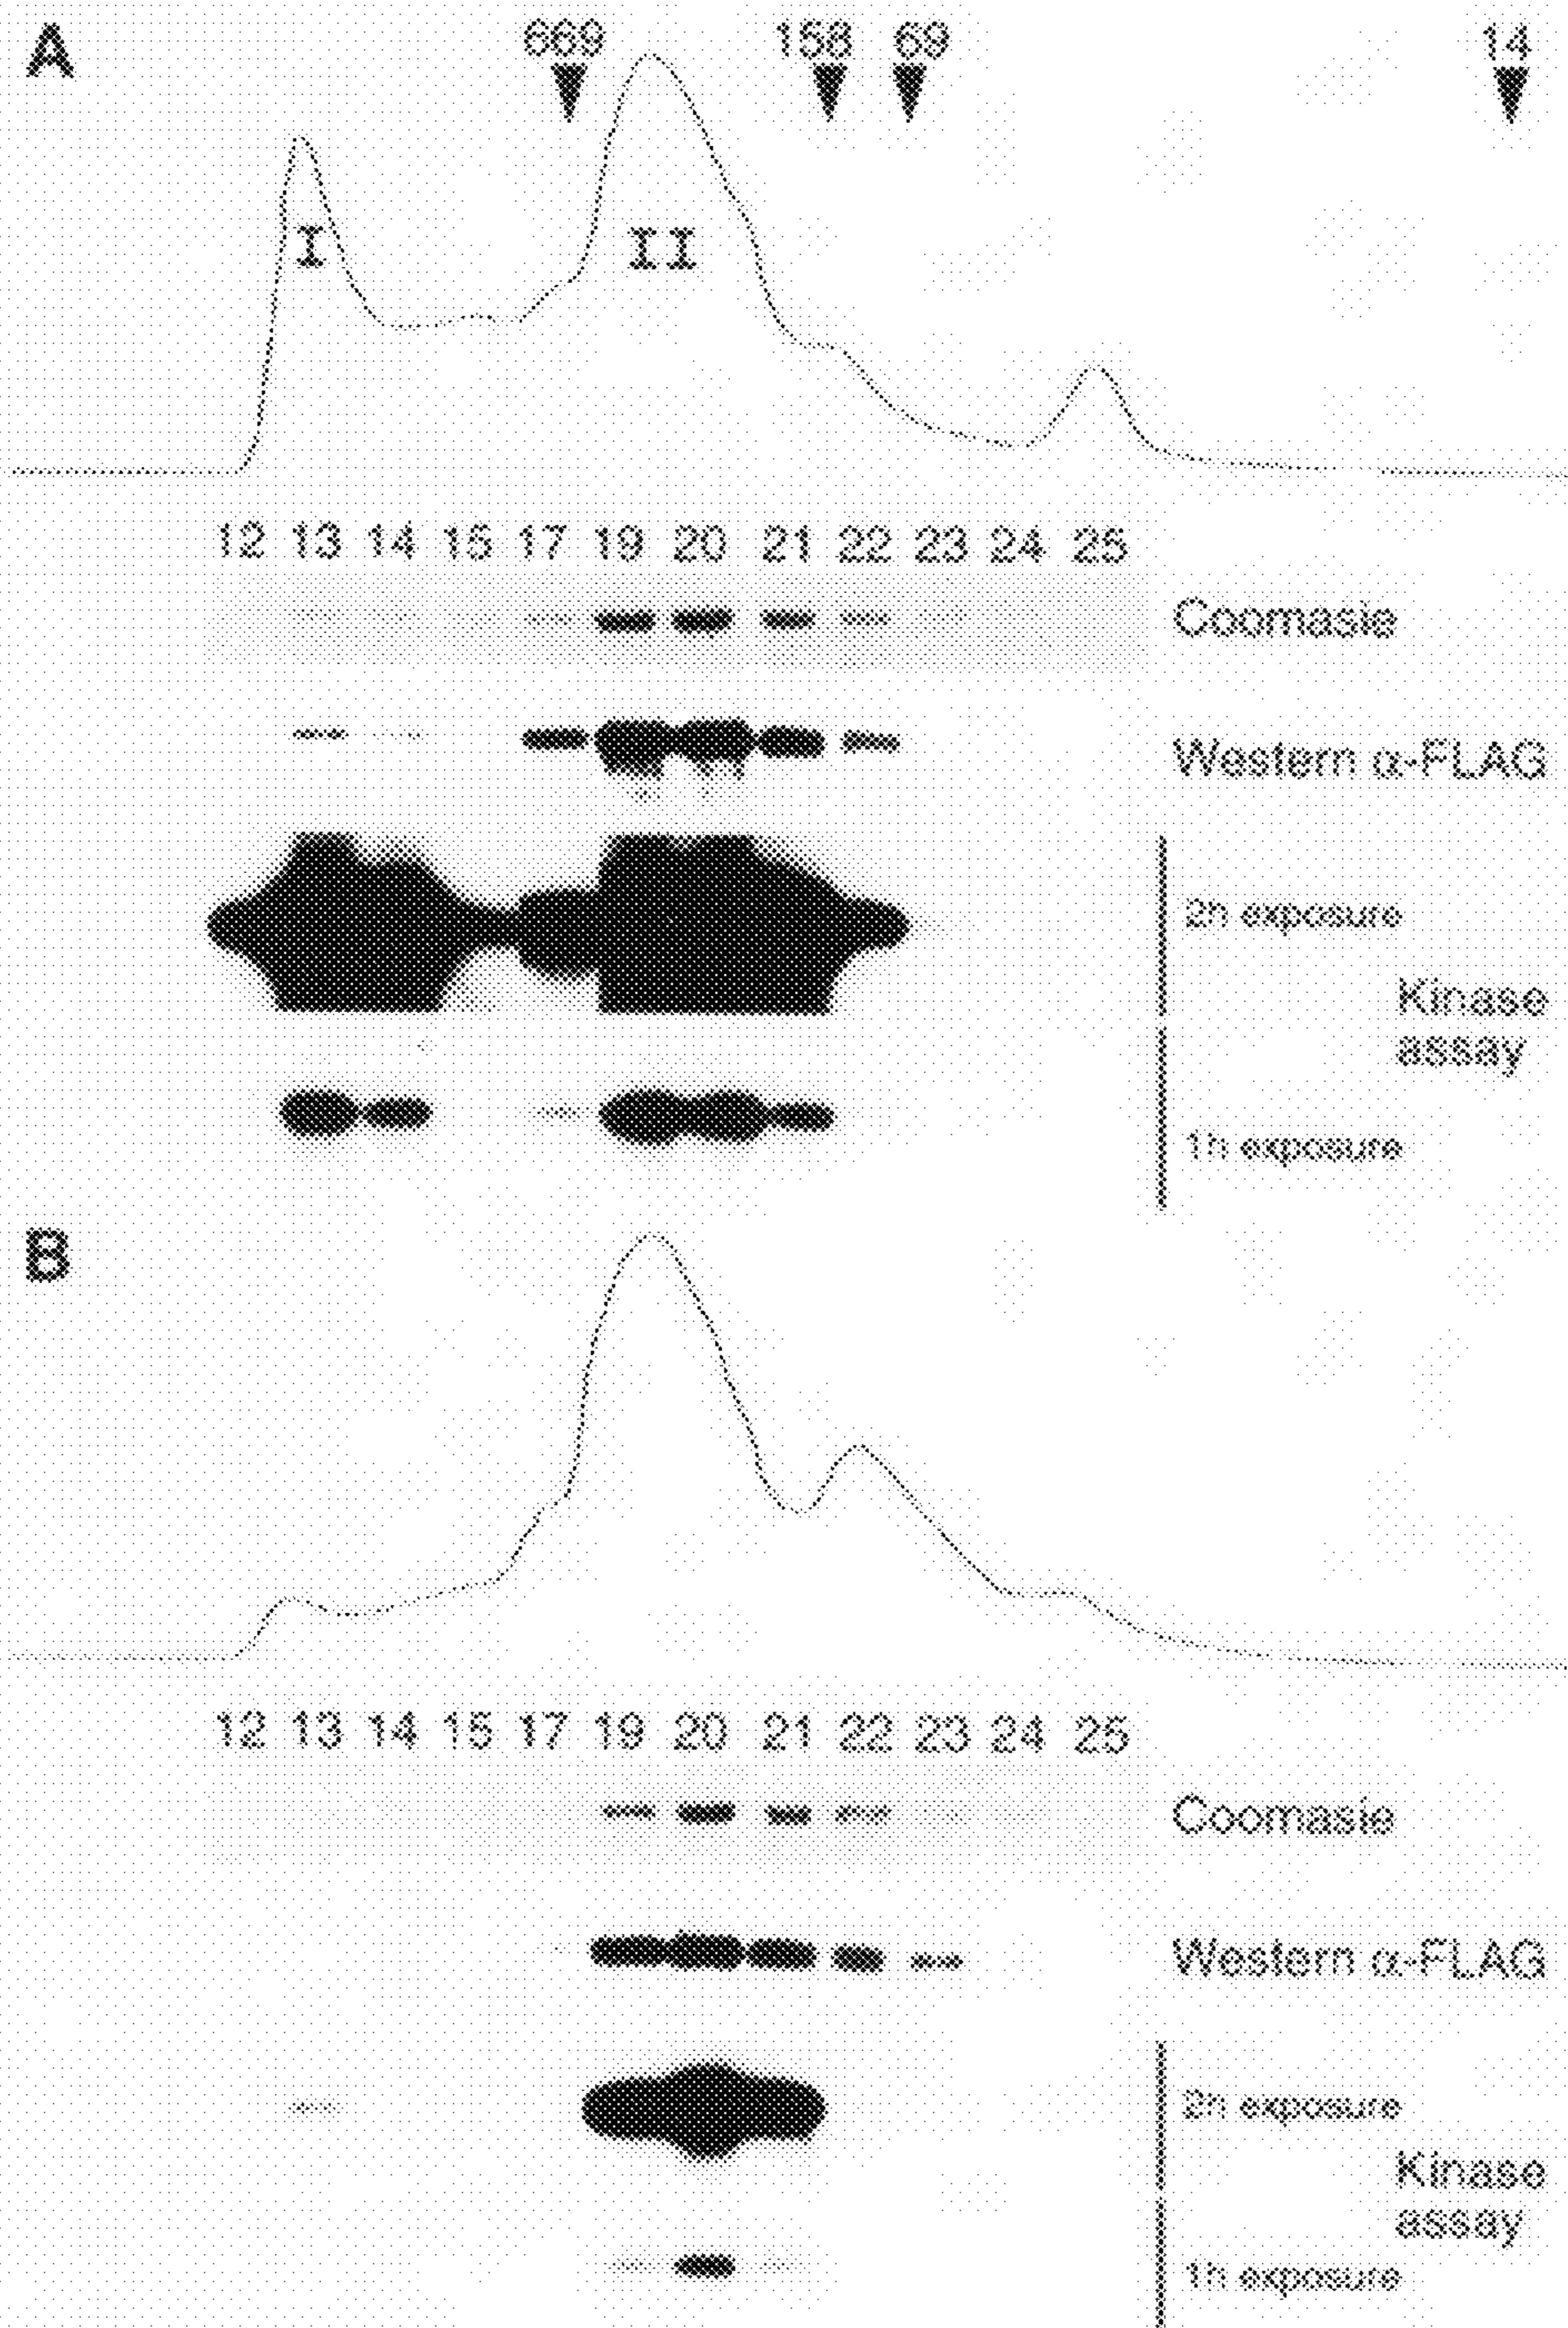 A
669 158 69 14
I II
12 13 14 15 17 19 20 21 22 23 24 25
Coomasie
Western α-FLAG
2h exposure
Kinase
assay
1h exposure
B
12 13 14 15 17 19 20 21 22 23 24 25
Coomasie
Western α-FLAG
2h exposure
Kinase
assay
1h exposure